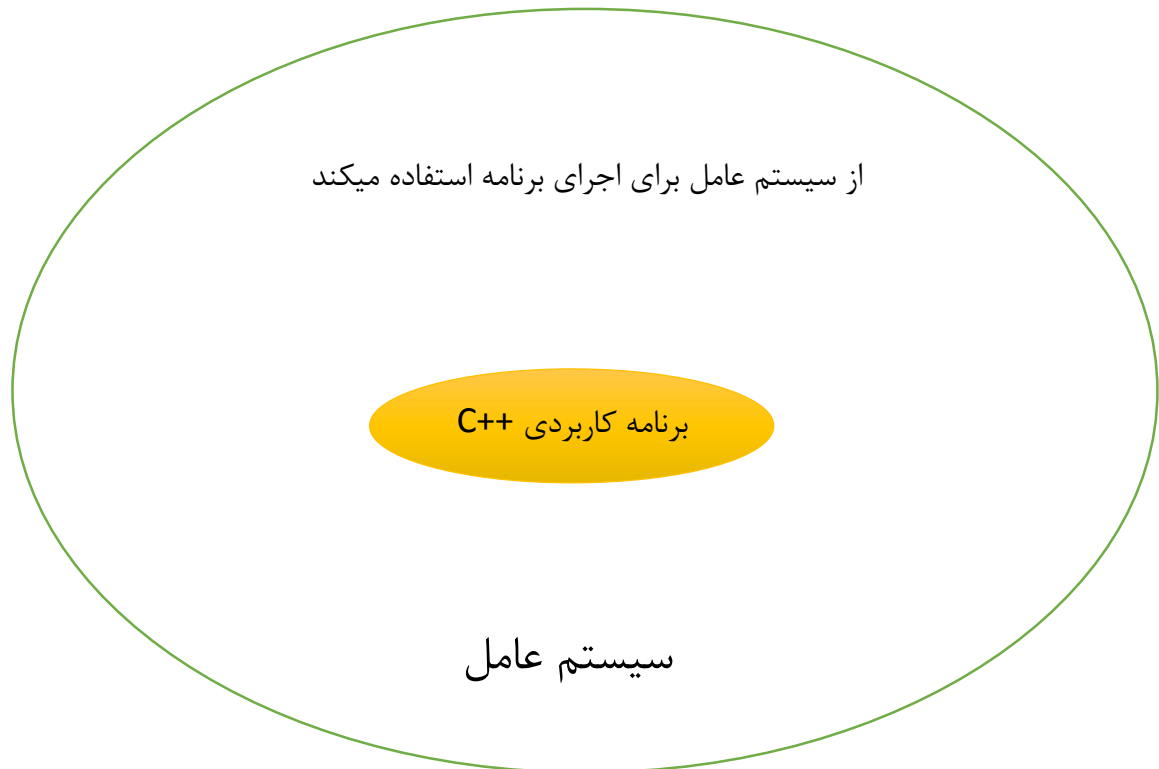 از سیستم عامل برای اجرای برنامه استفاده میکند
برنامه کاربردی C++
سیستم عامل